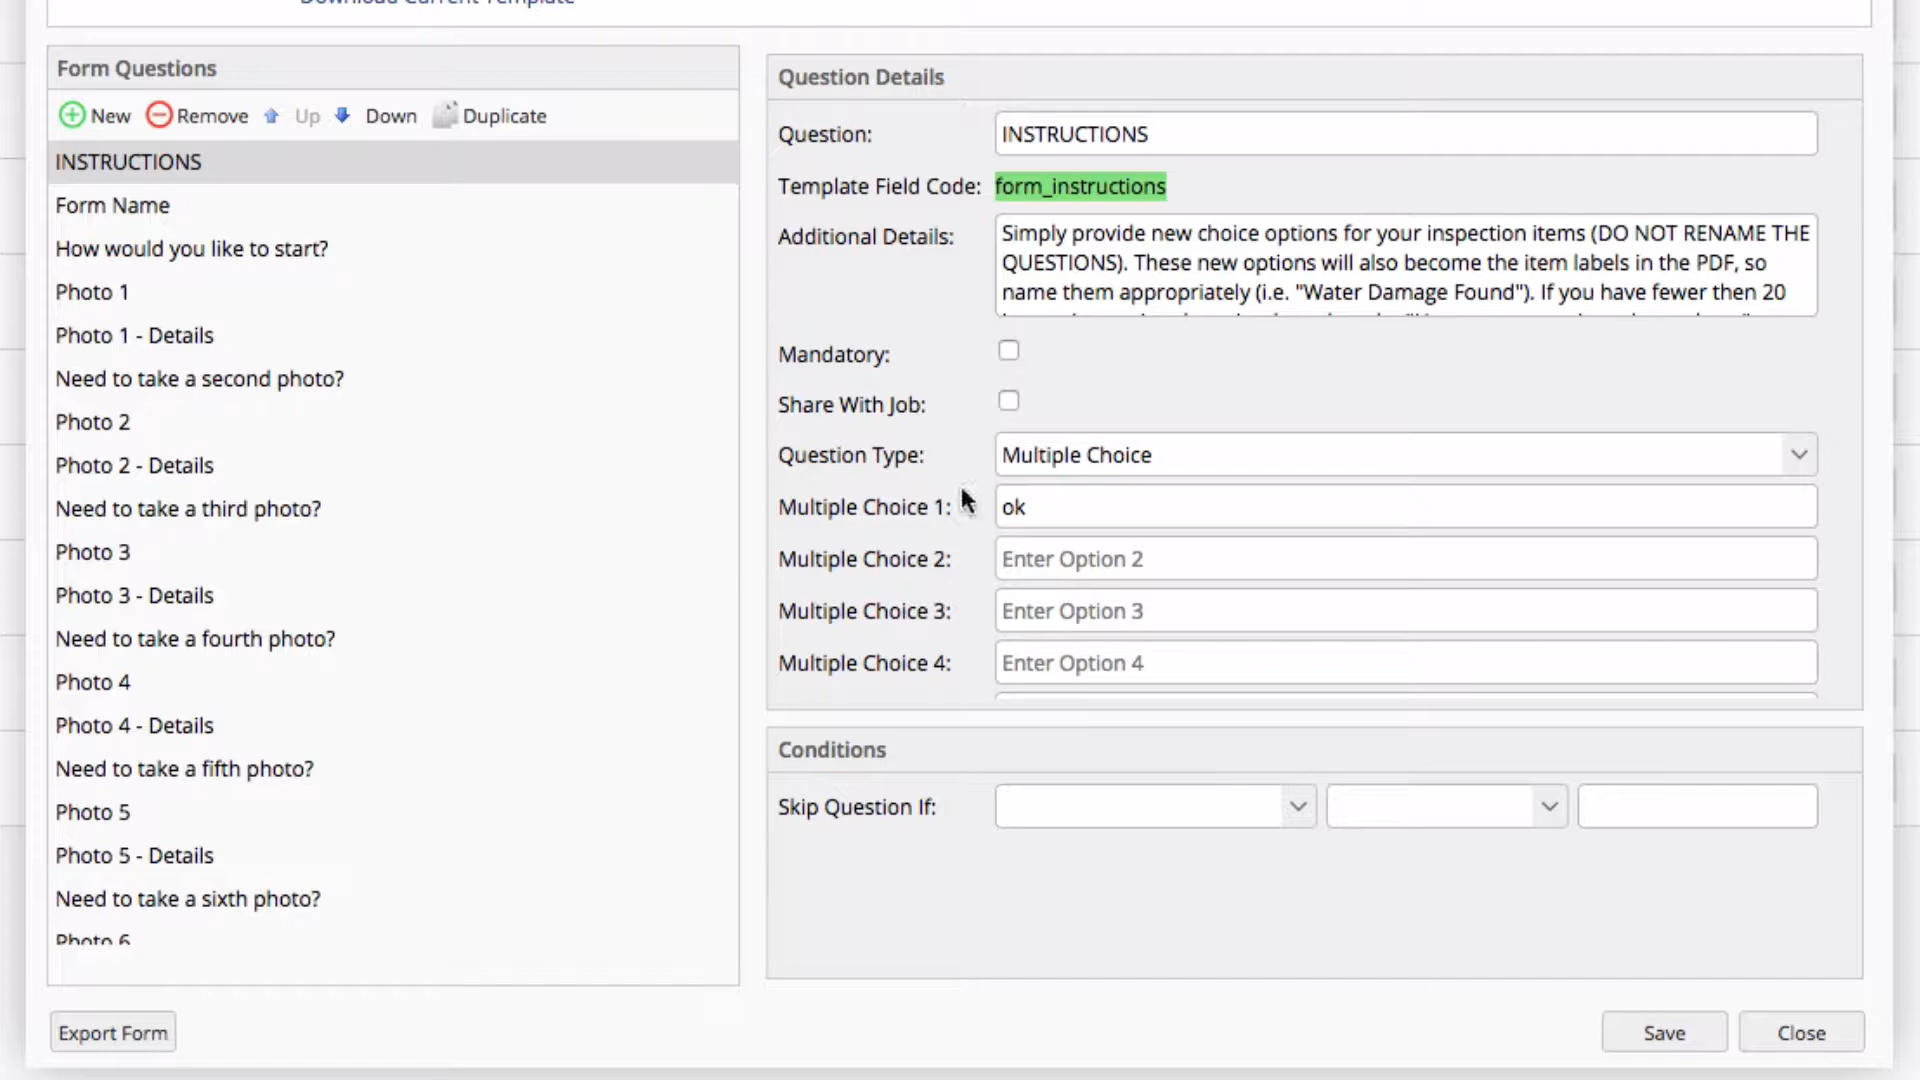 Download Current Template
Form Questions
New Remove Up Down Duplicate
INSTRUCTIONS
Form Name
How would you like to start?
Photo 1
Photo 1 - Details
Need to take a second photo?
Photo 2
Photo 2 - Details
Need to take a third photo?
Photo 3
Photo 3 - Details
Need to take a fourth photo?
Photo 4
Photo 4 - Details
Need to take a fifth photo?
Photo 5
Photo 5 - Details
Need to take a sixth photo?
Photo 6
Export Form
Question Details
Question: INSTRUCTIONS
Template Field Code: form_instructions
Additional Details: Simply provide new choice options for your inspection items (DO NOT RENAME THE
QUESTIONS). These new options will also become the item labels in the PDF, so
name them appropriately (i.e. "Water Damage Found"). If you have fewer then 20
Mandatory:
Share With Job:
Question Type: Multiple Choice
Multiple Choice 1: ok
Multiple Choice 2: Enter Option 2
Multiple Choice 3: Enter Option 3
Multiple Choice 4: Enter Option 4
Conditions
Skip Question If:
Save Close